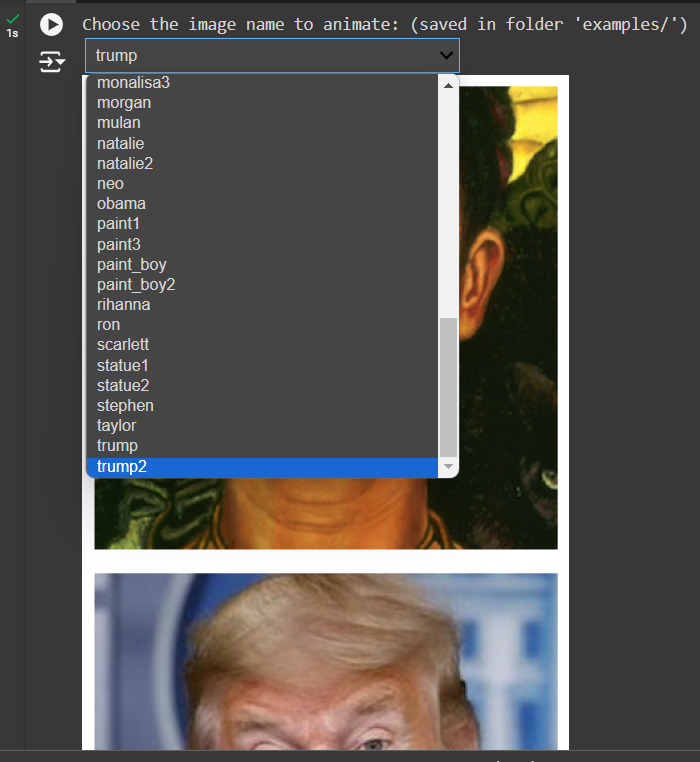 Choose the image name to animate: (saved in folder 'examples/')
1s
trump
monalisa3
morgan
mulan
natalie
natalie2
neo
obama
paint1
paint3
paint_boy
paint_boy2
rihanna
ron
scarlett
statue1
statue2
stephen
taylor
trump
trump2